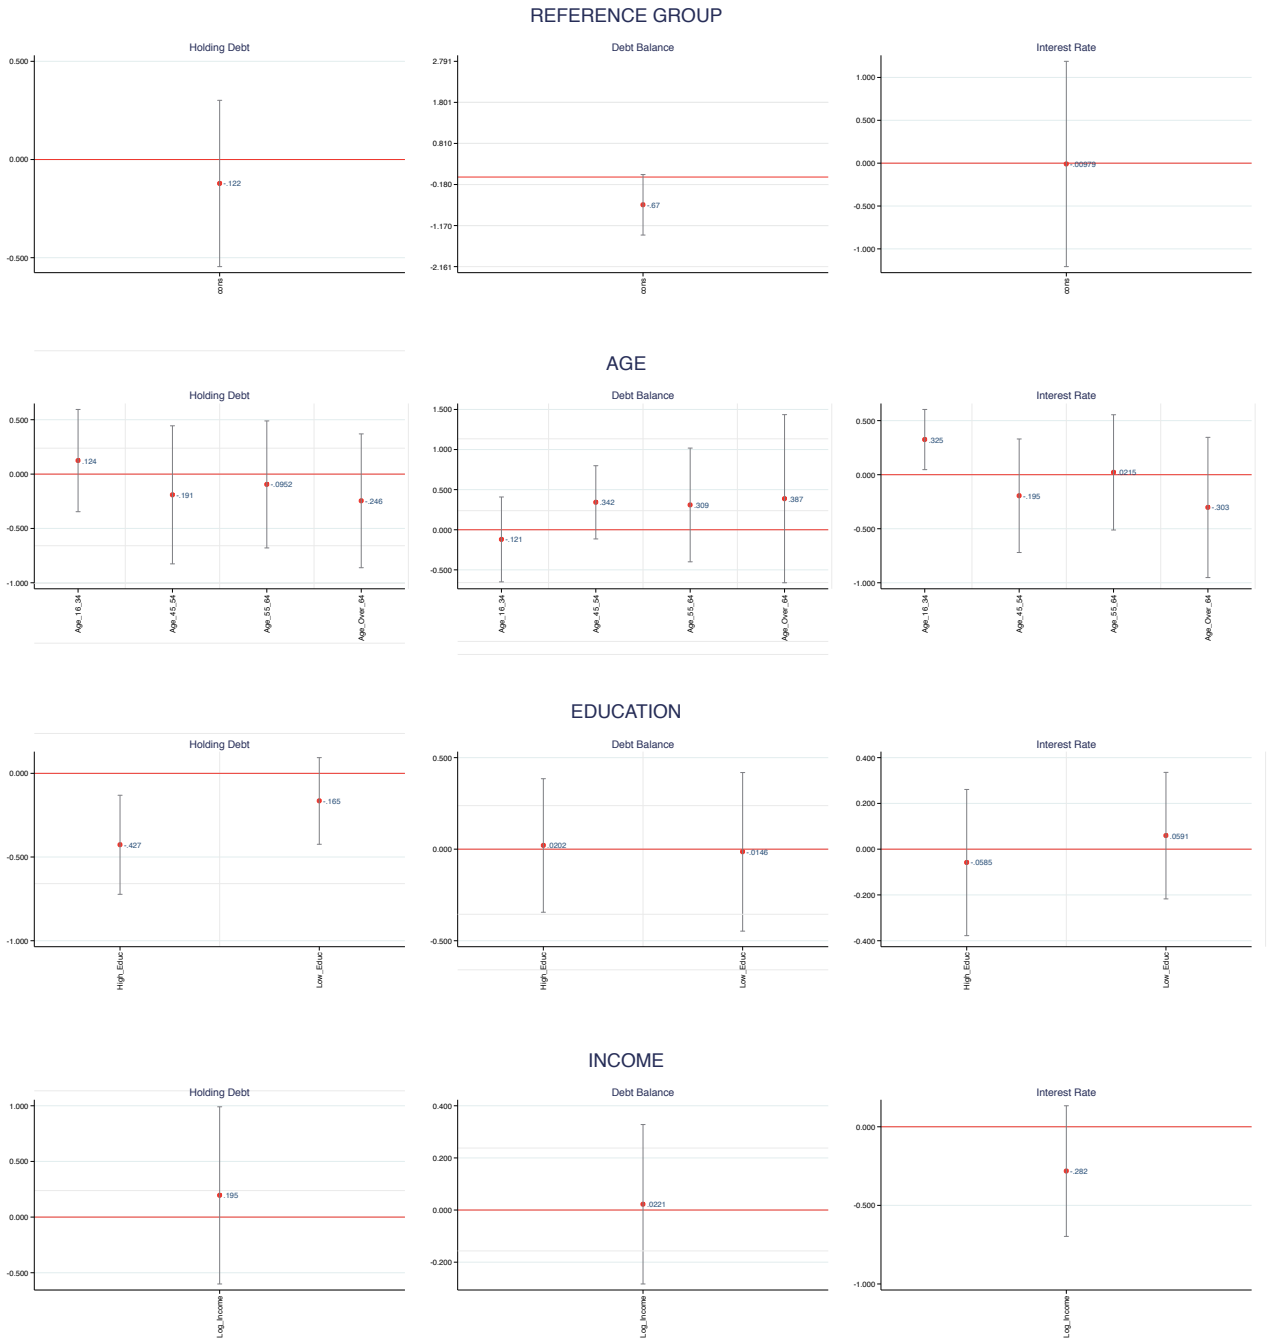 REFERENCE GROUP
Holding Debt
0.500
0.000
-0.500
-.122
cons
Debt Balance
2.791
1.801
0.810
-0.180
-1.170
-2.161
-.67
cons
Interest Rate
1.000
0.500
0.000
-0.500
-1.000
-.00979
cons
AGE
Holding Debt
0.500
0.000
-0.500
-1.000
.124
-.191
-.0952
-.246
Age_16_34
Age_45_54
Age_55_64
Age_Over_64
Debt Balance
1.500
1.000
0.500
0.000
-0.500
-.121
.342
.309
.387
Age_16_34
Age_45_54
Age_55_64
Age_Over_64
Interest Rate
0.500
0.000
-0.500
-1.000
.325
-.195
.0215
-.303
Age_16_34
Age_45_54
Age_55_64
Age_Over_64
EDUCATION
Holding Debt
0.000
-0.500
-1.000
-.427
-.165
High_Educ
Low_Educ
Debt Balance
0.500
0.000
-0.500
.0202
-.0146
High_Educ
Low_Educ
Interest Rate
0.400
0.200
0.000
-0.200
-0.400
-.0585
.0591
High_Educ
Low_Educ
INCOME
Holding Debt
1.000
0.500
0.000
-0.500
.195
Log_Income
Debt Balance
0.400
0.200
0.000
-0.200
.0221
Log_Income
Interest Rate
0.000
-0.500
-1.000
-.282
Log_Income